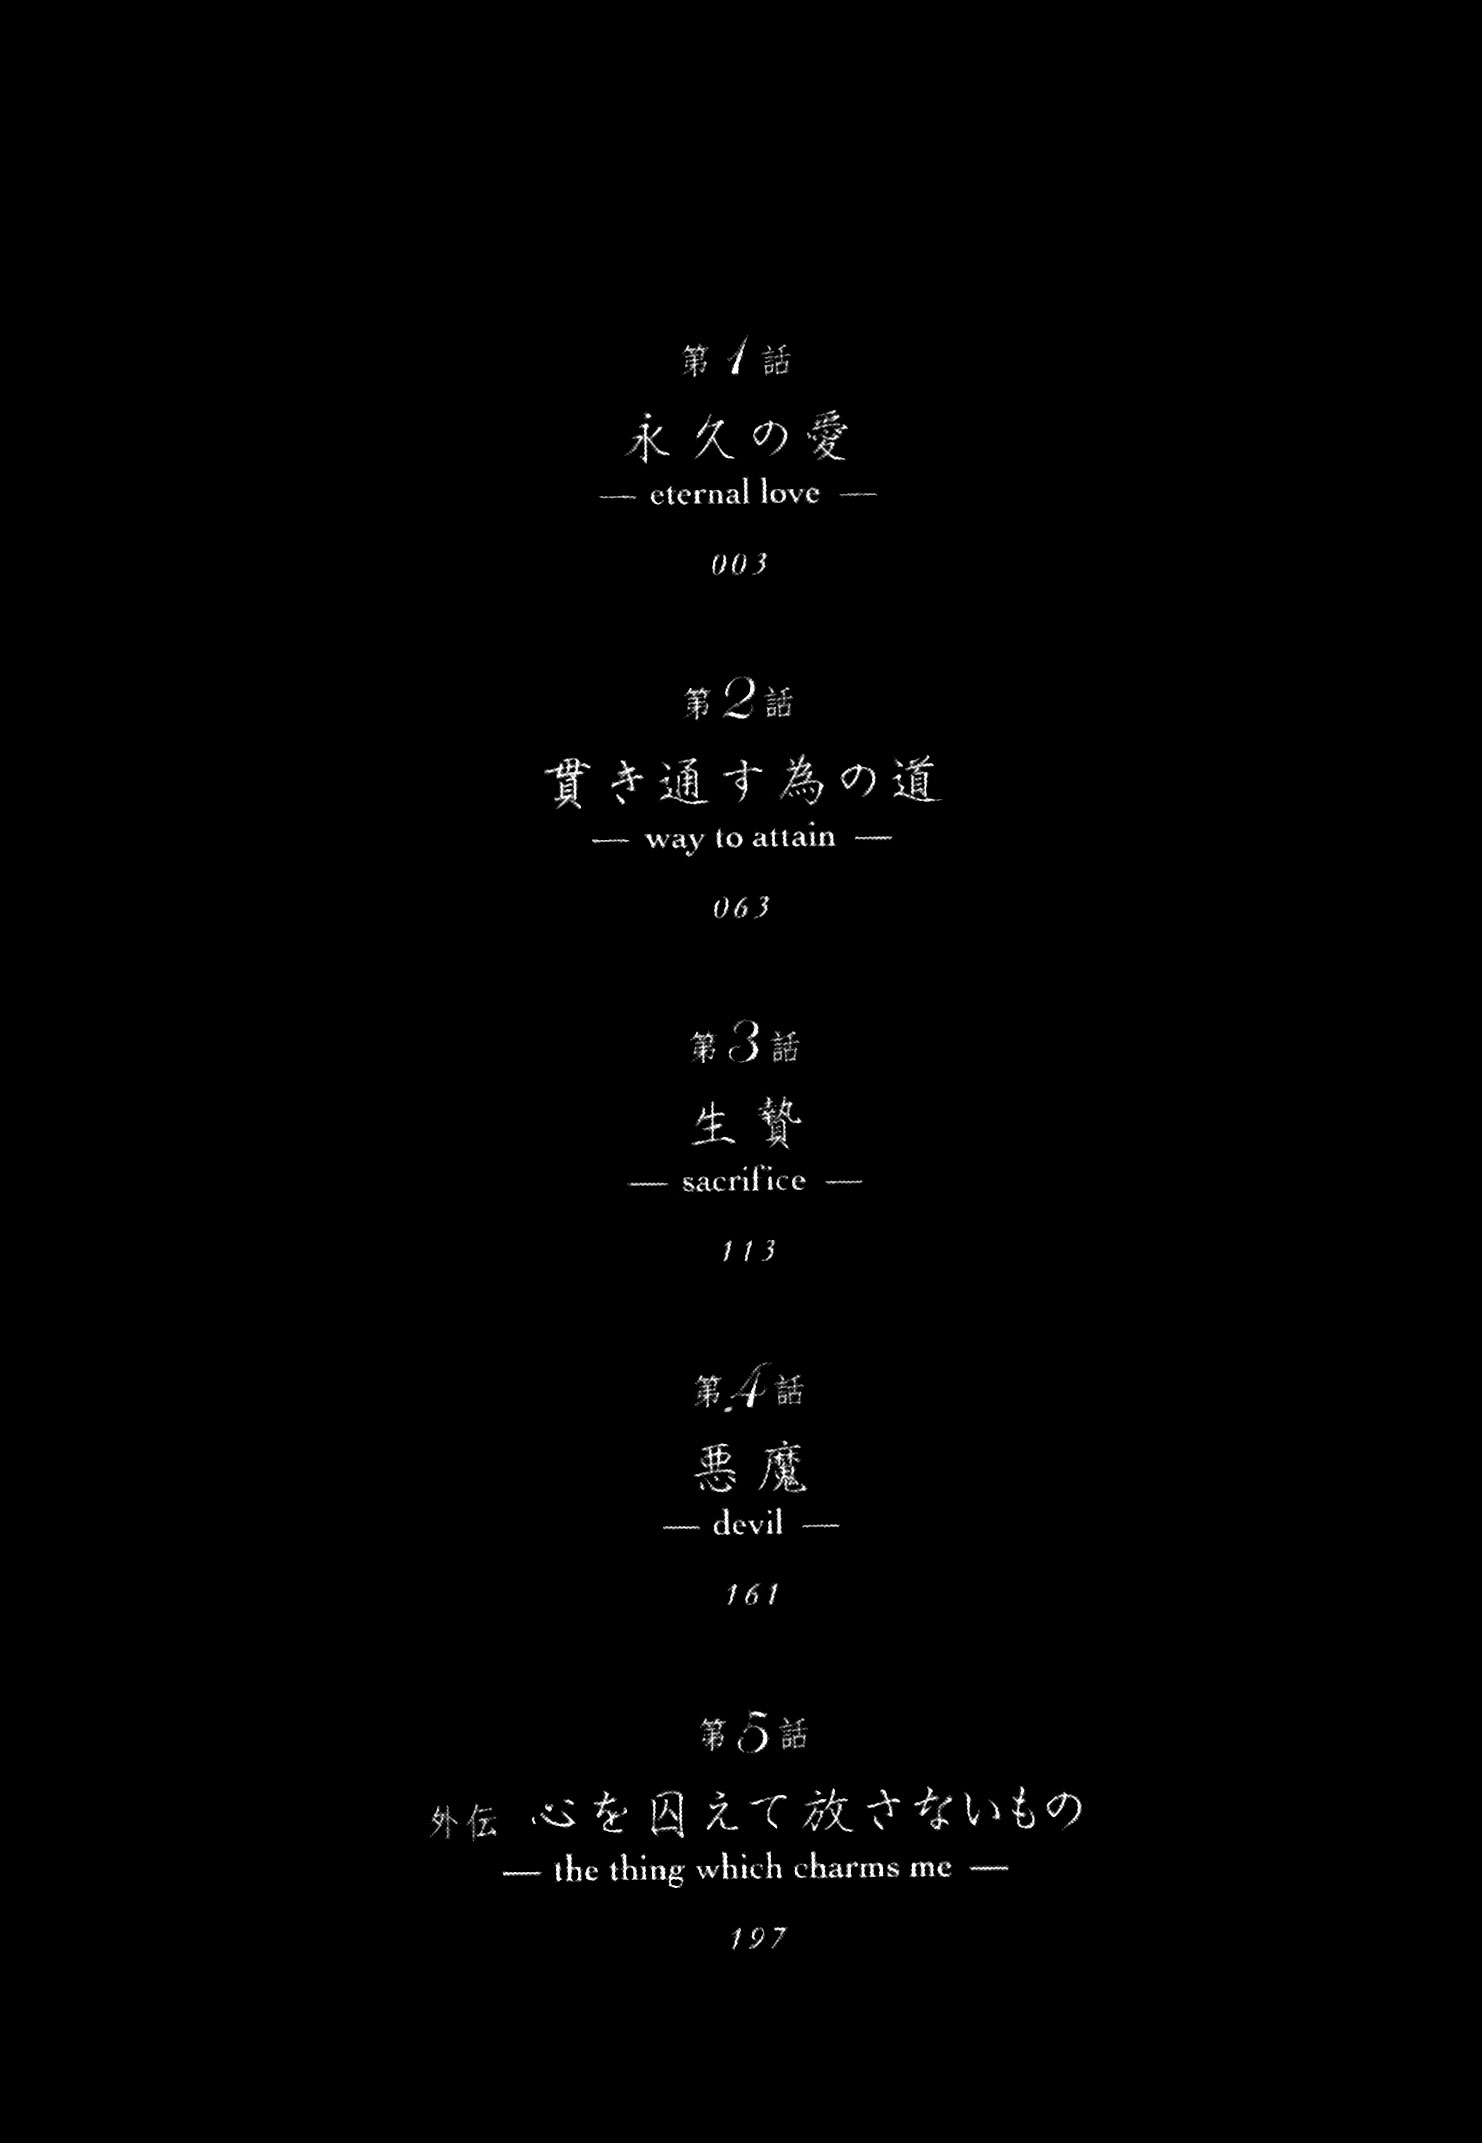 第1話
永久の愛
— eternal love —
003
第2話
貫き通す為の道
— way to attain —
063
第3話
生贄
— sacrifice —
113
第4話
悪魔
— devil —
161
第5話
外伝 心を囚えて放さないもの
— the thing which charms me —
197